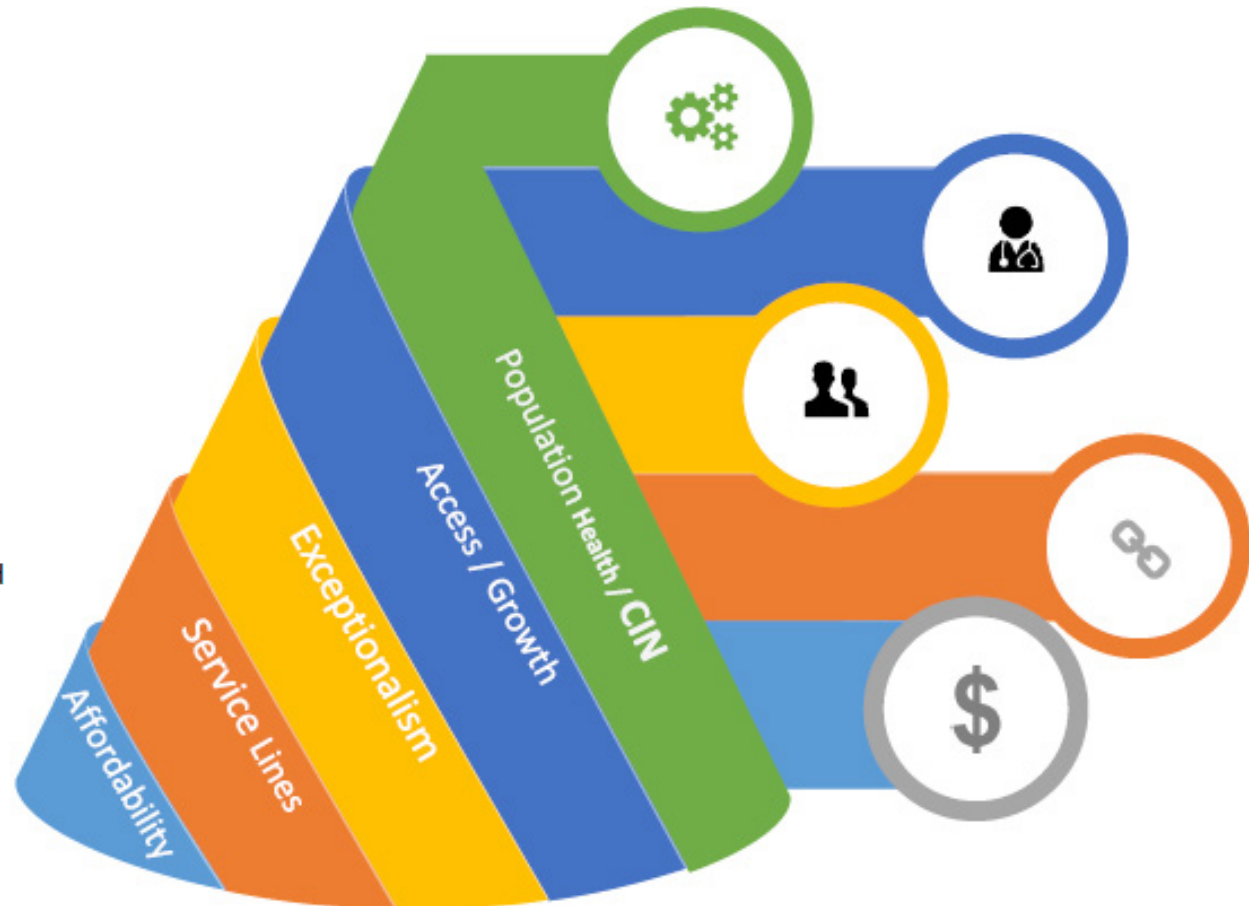 Population Health / CIN
Access / Growth
Exceptionalism
Service Lines
Affordability
$